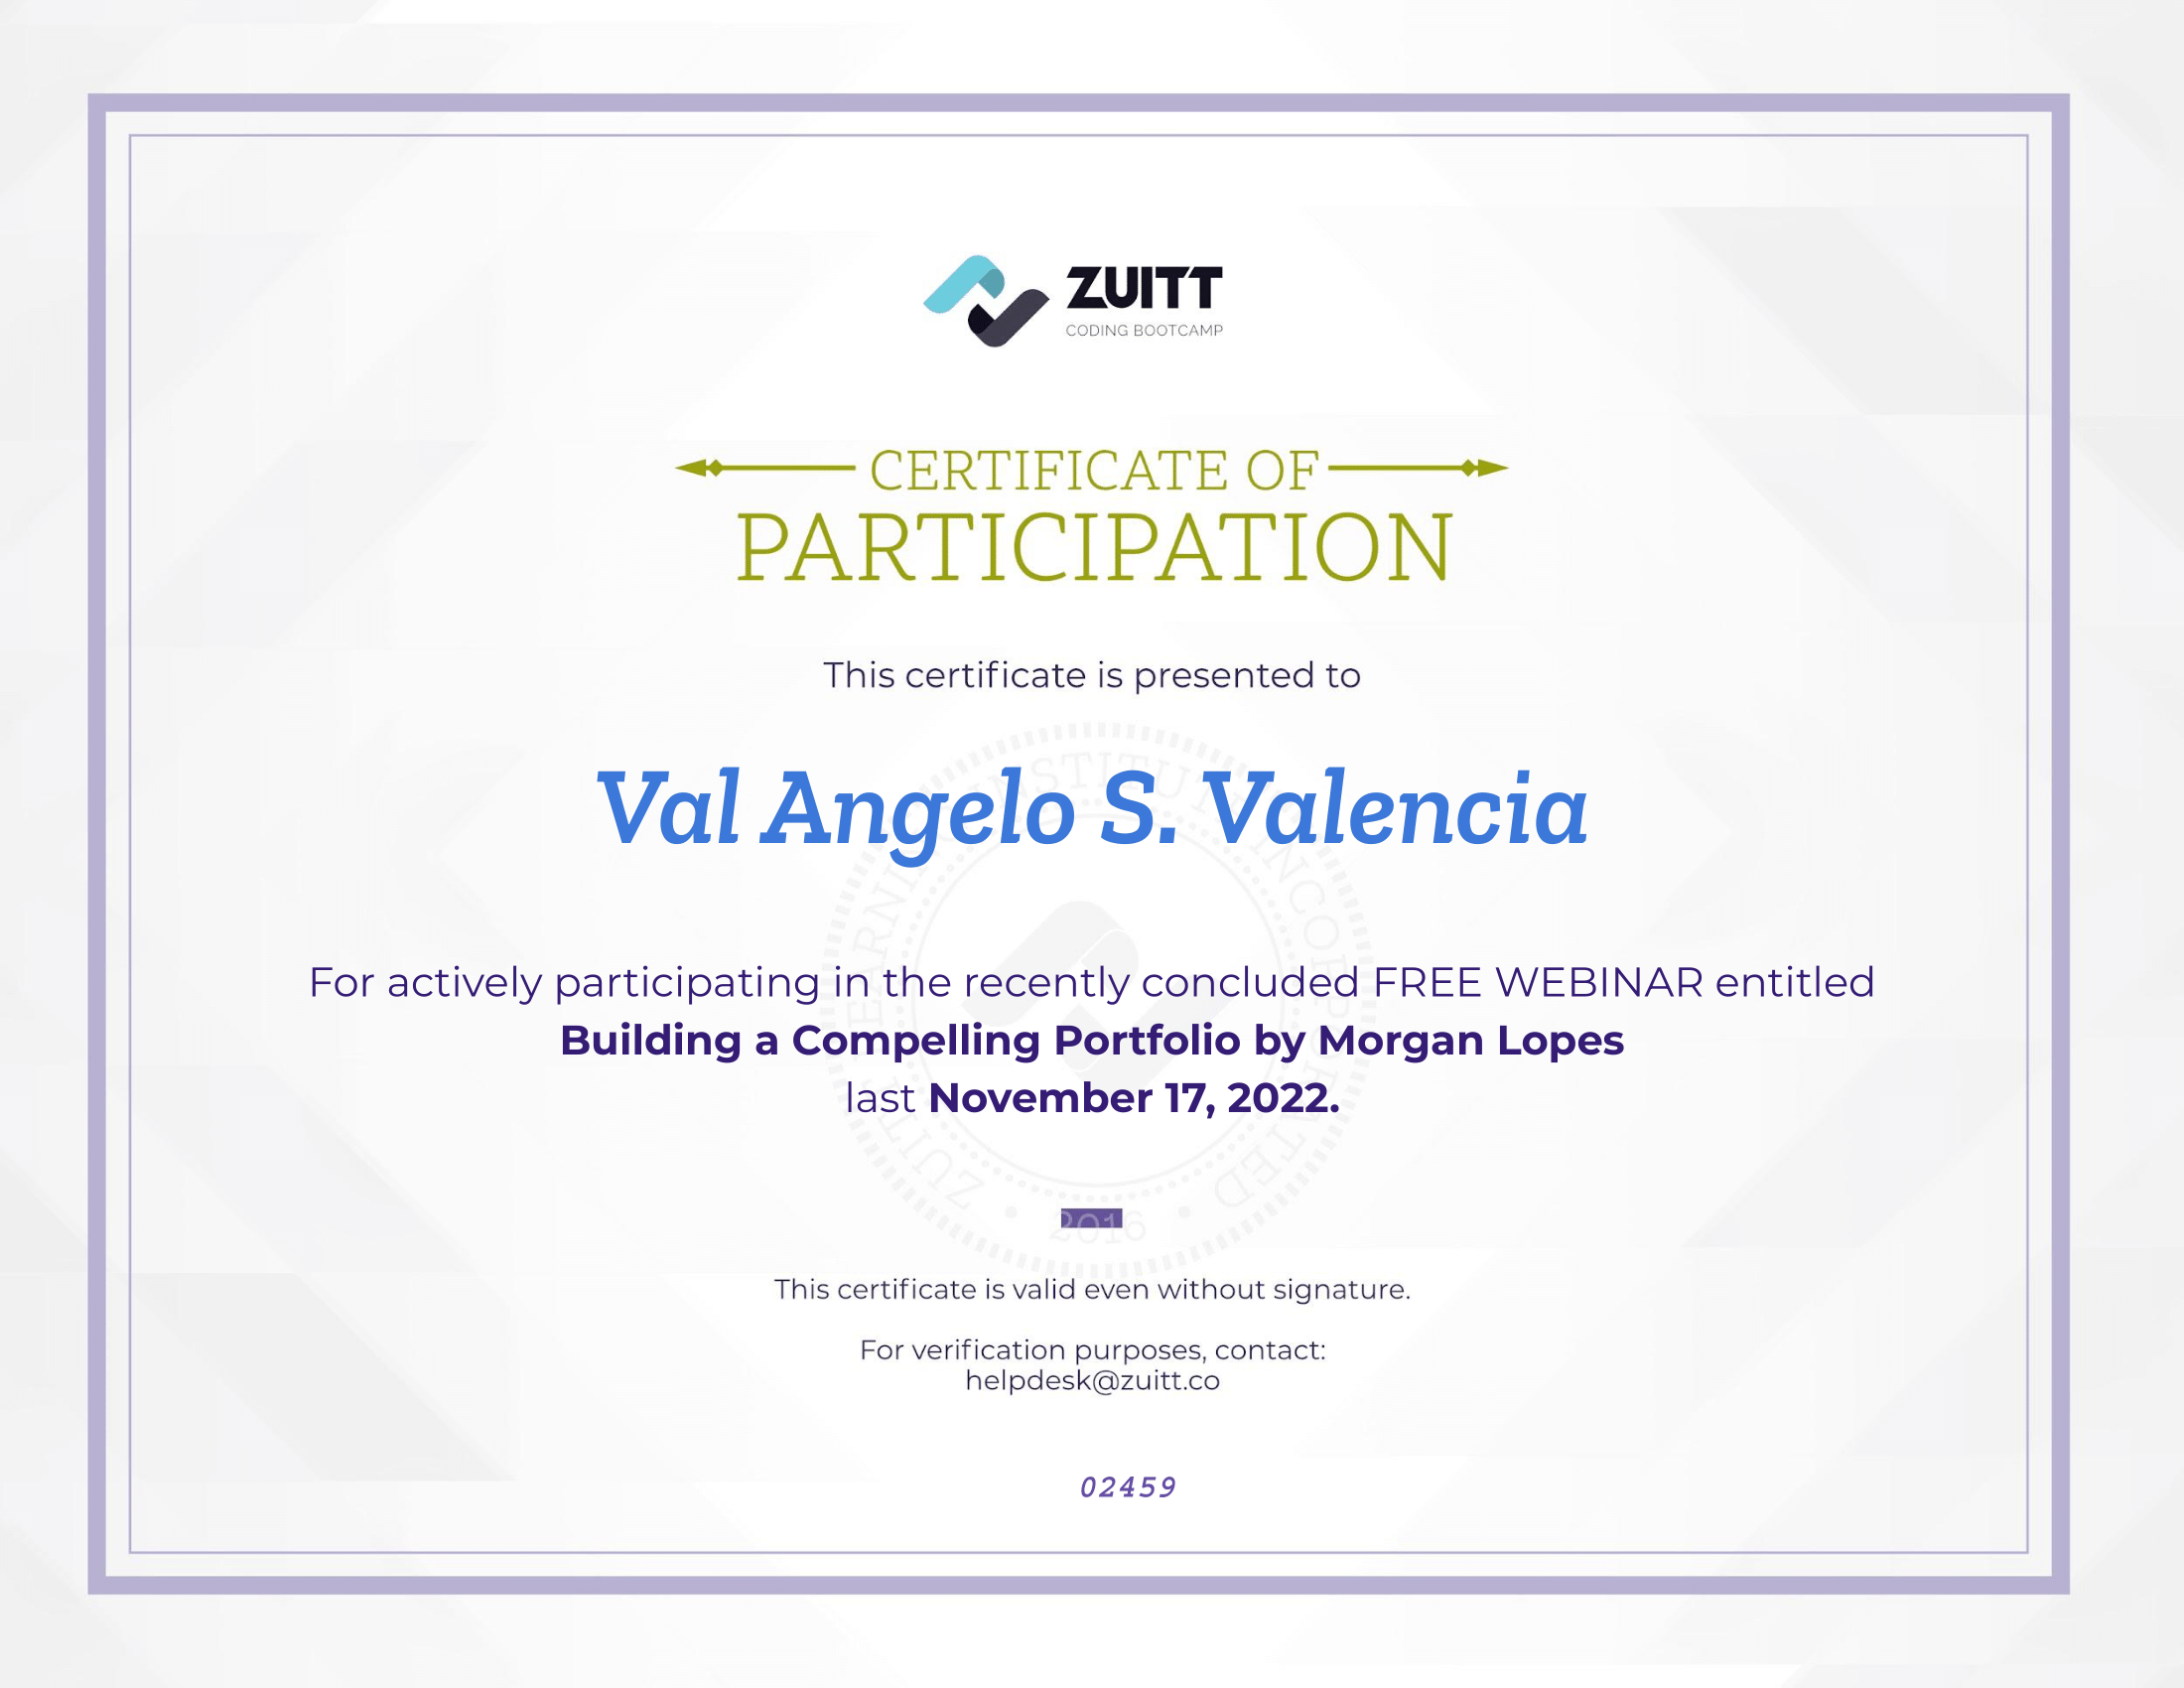 ZUITT
CODING BOOTCAMP
CERTIFICATE OF
PARTICIPATION
This certificate is presented to
Val Angelo S. Valencia
For actively participating in the recently concluded FREE WEBINAR entitled
Building a Compelling Portfolio by Morgan Lopes
last November 17, 2022.
ZUITT LEARNING INSTITUTE INCORPORATED
2016
This certificate is valid even without signature.
For verification purposes, contact:
helpdesk@zuitt.co
02459